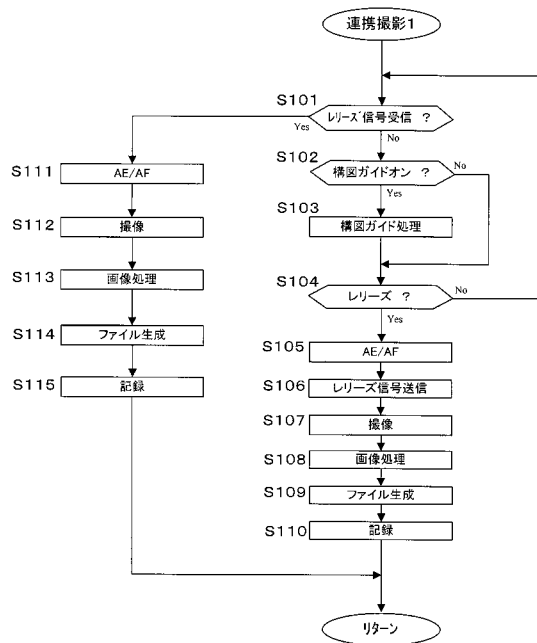 連携撮影1
S101
レリーズ信号受信 ?
Yes
No
S102
構図ガイドオン ?
No
Yes
S103
構図ガイド処理
S104
レリーズ ?
No
Yes
S105
AE/AF
S106
レリーズ信号送信
S107
撮像
S108
画像処理
S109
ファイル生成
S110
記録
S111
AE/AF
S112
撮像
S113
画像処理
S114
ファイル生成
S115
記録
リターン